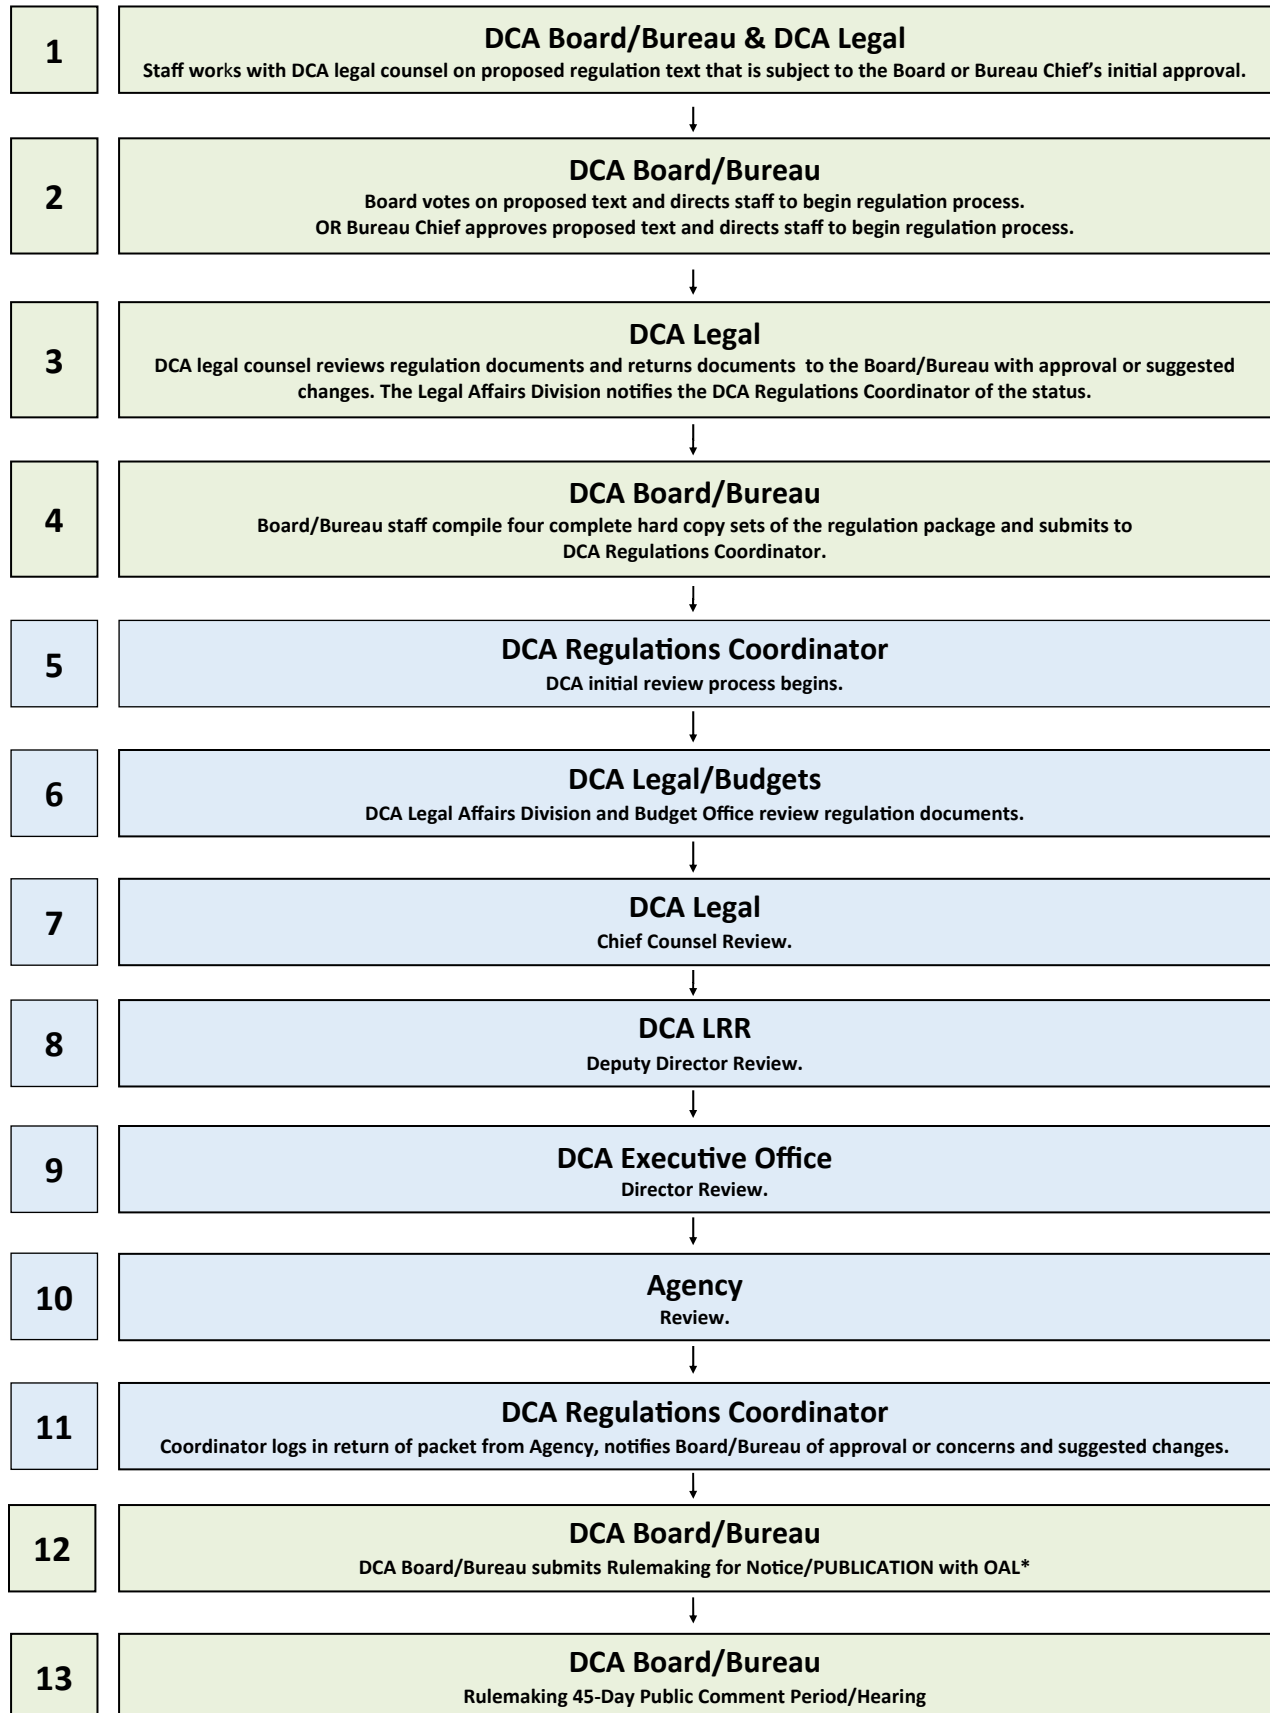 1
DCA Board/Bureau & DCA Legal
Staff works with DCA legal counsel on proposed regulation text that is subject to the Board or Bureau Chief’s initial approval.
2
DCA Board/Bureau
Board votes on proposed text and directs staff to begin regulation process.
OR Bureau Chief approves proposed text and directs staff to begin regulation process.
3
DCA Legal
DCA legal counsel reviews regulation documents and returns documents to the Board/Bureau with approval or suggested
changes. The Legal Affairs Division notifies the DCA Regulations Coordinator of the status.
4
DCA Board/Bureau
Board/Bureau staff compile four complete hard copy sets of the regulation package and submits to
DCA Regulations Coordinator.
5
DCA Regulations Coordinator
DCA initial review process begins.
6
DCA Legal/Budgets
DCA Legal Affairs Division and Budget Office review regulation documents.
7
DCA Legal
Chief Counsel Review.
8
DCA LRR
Deputy Director Review.
9
DCA Executive Office
Director Review.
10
Agency
Review.
11
DCA Regulations Coordinator
Coordinator logs in return of packet from Agency, notifies Board/Bureau of approval or concerns and suggested changes.
12
DCA Board/Bureau
DCA Board/Bureau submits Rulemaking for Notice/PUBLICATION with OAL*
13
DCA Board/Bureau
Rulemaking 45-Day Public Comment Period/Hearing